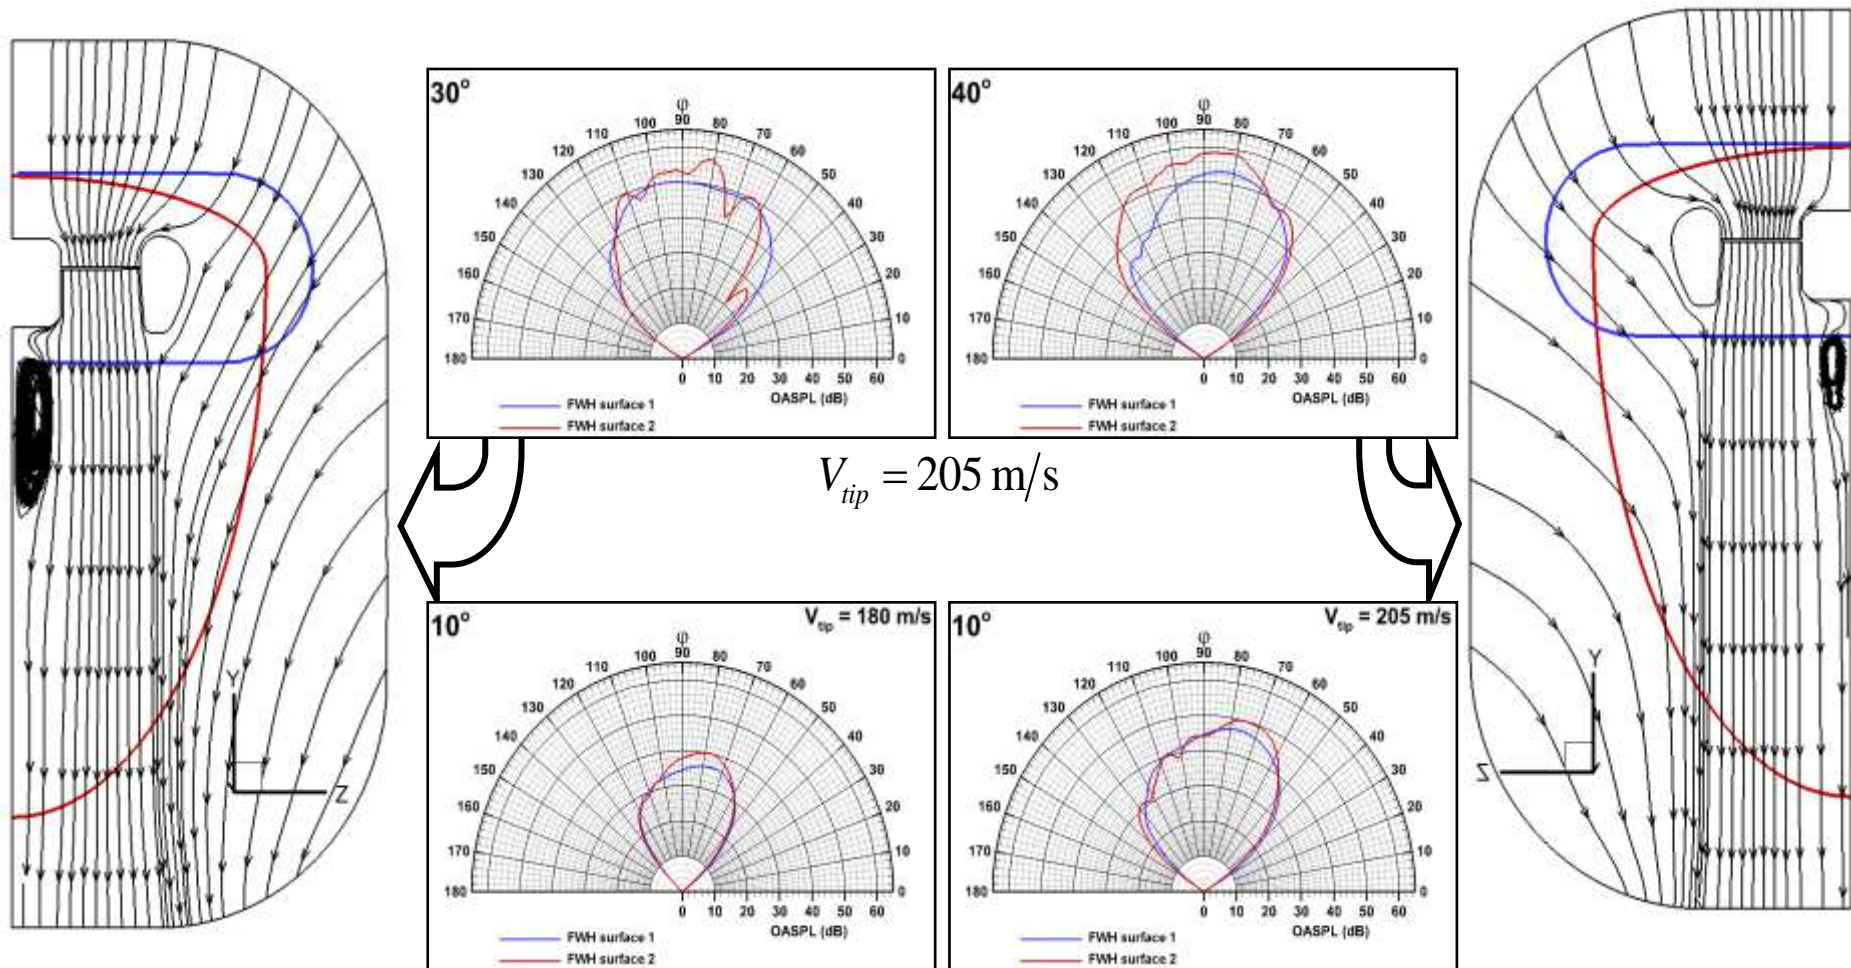 30°
φ
180 170 160 150 140 130 120 110 100 90 80 70 60 50 40 30 20 10 0
0 10 20 30 40 50 60
OASPL (dB)
FWH surface 1
FWH surface 2
40°
φ
180 170 160 150 140 130 120 110 100 90 80 70 60 50 40 30 20 10 0
0 10 20 30 40 50 60
OASPL (dB)
FWH surface 1
FWH surface 2
V_tip = 205 m/s
10°
V_tip = 180 m/s
φ
180 170 160 150 140 130 120 110 100 90 80 70 60 50 40 30 20 10 0
0 10 20 30 40 50 60
OASPL (dB)
FWH surface 1
FWH surface 2
10°
V_tip = 205 m/s
φ
180 170 160 150 140 130 120 110 100 90 80 70 60 50 40 30 20 10 0
0 10 20 30 40 50 60
OASPL (dB)
FWH surface 1
FWH surface 2
Y
Z
Y
Z